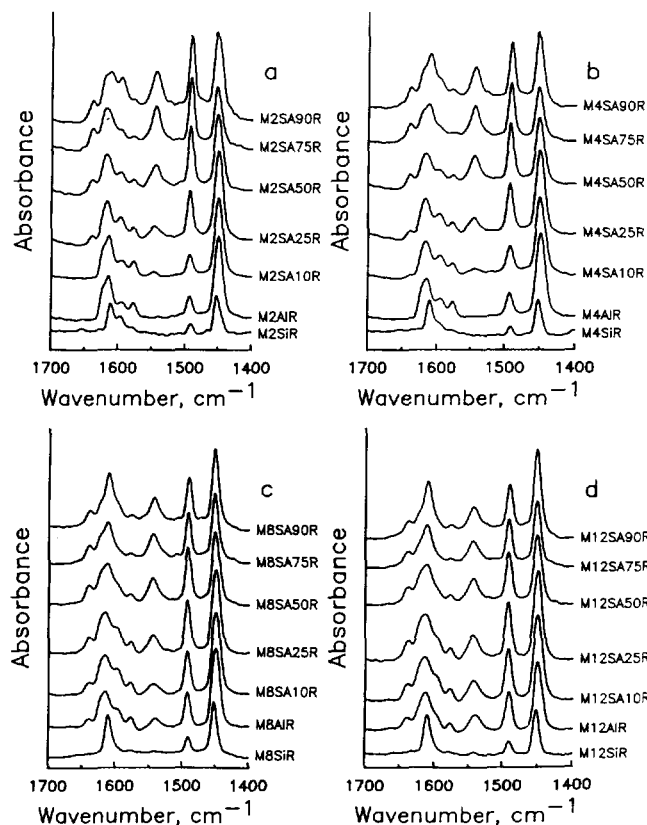 a
Absorbance
M2SA90R
M2SA75R
M2SA50R
M2SA25R
M2SA10R
M2AlR
M2SiR
1700 1600 1500 1400
Wavenumber, cm−1
b
Absorbance
M4SA90R
M4SA75R
M4SA50R
M4SA25R
M4SA10R
M4AlR
M4SiR
1700 1600 1500 1400
Wavenumber, cm−1
c
Absorbance
M8SA90R
M8SA75R
M8SA50R
M8SA25R
M8SA10R
M8AlR
M8SiR
1700 1600 1500 1400
Wavenumber, cm−1
d
Absorbance
M12SA90R
M12SA75R
M12SA50R
M12SA25R
M12SA10R
M12AlR
M12SiR
1700 1600 1500 1400
Wavenumber, cm−1